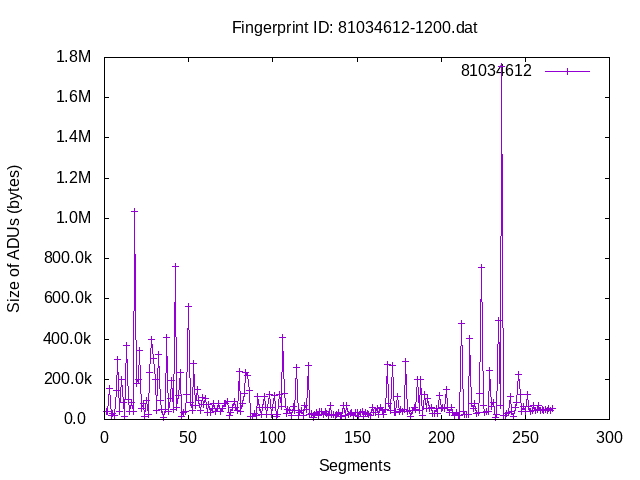 Fingerprint ID: 81034612-1200.dat
81034612
Size of ADUs (bytes)
1.8M
1.6M
1.4M
1.2M
1.0M
800.0k
600.0k
400.0k
200.0k
0.0
0 50 100 150 200 250 300
Segments